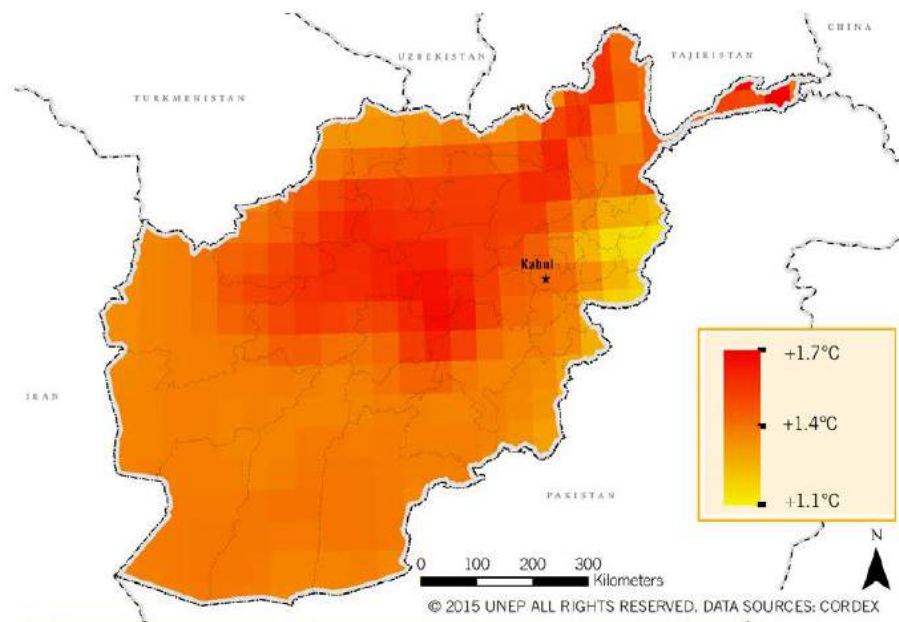 CHINA
UZBEKISTAN
TAJIKISTAN
TURKMENISTAN
Kabul
+1.7°C
IRAN
+1.4°C
PAKISTAN
+1.1°C
N
0 100 200 300
Kilometers
© 2015 UNEP ALL RIGHTS RESERVED. DATA SOURCES: CORDEX